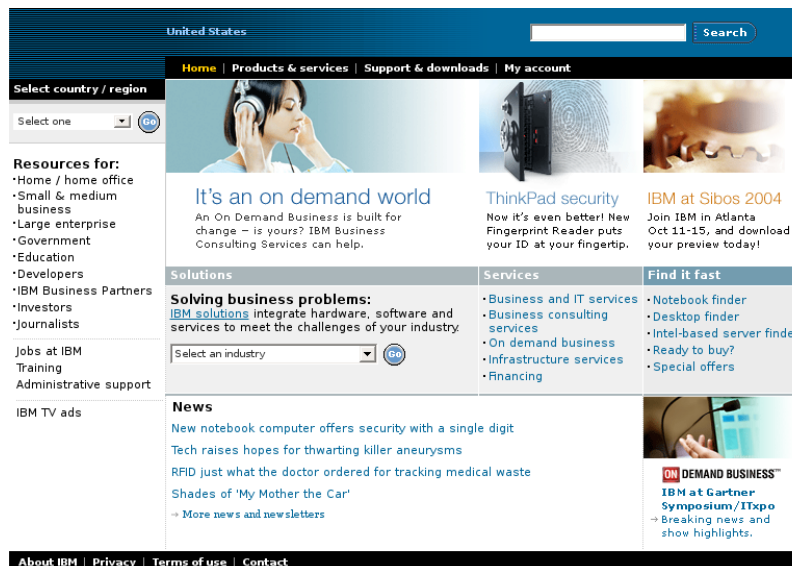 United States
Search
Home | Products & services | Support & downloads | My account
Select country / region
Select one
Go
Resources for:
·Home / home office
·Small & medium
business
·Large enterprise
·Government
·Education
·Developers
·IBM Business Partners
·Investors
·Journalists
Jobs at IBM
Training
Administrative support
IBM TV ads
It's an on demand world
An On Demand Business is built for
change – is yours? IBM Business
Consulting Services can help.
ThinkPad security
Now it's even better! New
Fingerprint Reader puts
your ID at your fingertip.
IBM at Sibos 2004
Join IBM in Atlanta
Oct 11-15, and download
your preview today!
Solutions
Solving business problems:
IBM solutions integrate hardware, software and
services to meet the challenges of your industry.
Select an industry
Go
Services
·Business and IT services
·Business consulting
services
·On demand business
·Infrastructure services
·Financing
Find it fast
·Notebook finder
·Desktop finder
·Intel-based server finde
·Ready to buy?
·Special offers
News
New notebook computer offers security with a single digit
Tech raises hopes for thwarting killer aneurysms
RFID just what the doctor ordered for tracking medical waste
Shades of 'My Mother the Car'
→ More news and newsletters
ON DEMAND BUSINESS™
IBM at Gartner
Symposium/ITxpo
→ Breaking news and
show highlights.
About IBM | Privacy | Terms of use | Contact